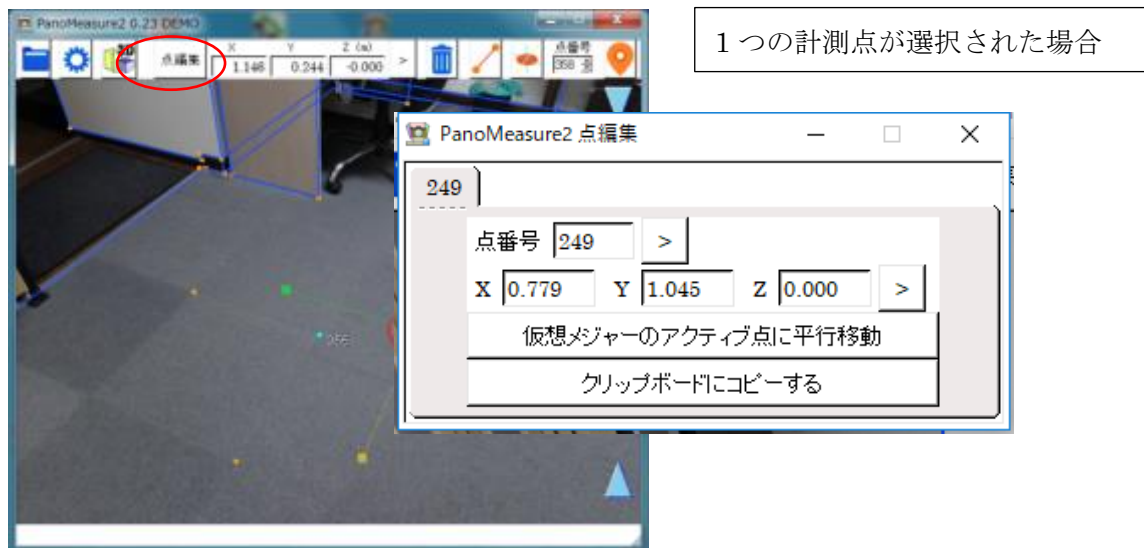 PanoMeasure2 0.23 DEMO
点編集
X Y Z (m)
1.146 0.244 -0.000 >
点番号
358
１つの計測点が選択された場合
PanoMeasure2 点編集
249
点番号 249 >
X 0.779 Y 1.045 Z 0.000 >
仮想メジャーのアクティブ点に平行移動
クリップボードにコピーする